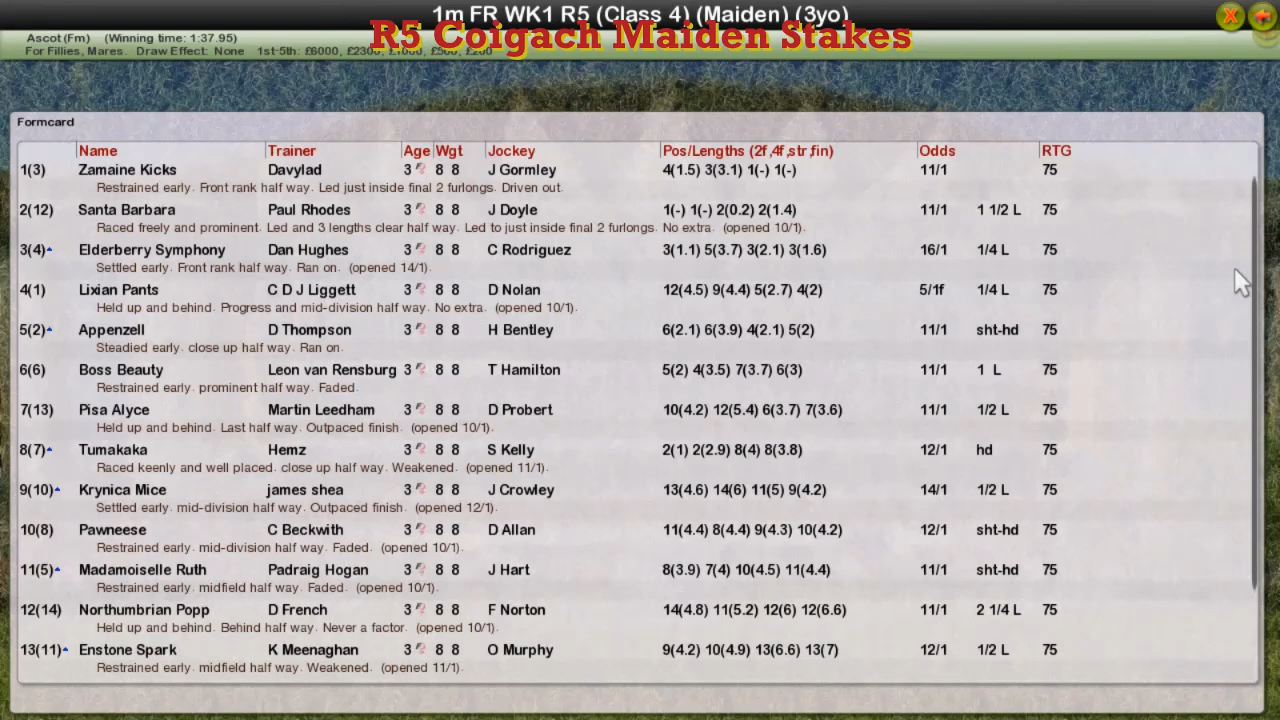 1m FR WK1 R5 (Class 4) (Maiden) (3yo)
R5 Coigach Maiden Stakes
Ascot(Fm) (Winning time: 1:37.95)
For Fillies, Mares. Draw Effect: None 1st-5th: £6000, £2300, £1000, £500, £200
Formcard
Name Trainer Age Wgt Jockey Pos/Lengths (2f,4f,str,fin) Odds RTG
1(3) Zamaine Kicks Davylad 3 8 8 J Gormley 4(1.5) 3(3.1) 1(-) 1(-) 11/1 75
Restrained early. Front rank half way. Led just inside final 2 furlongs. Driven out.
2(12) Santa Barbara Paul Rhodes 3 8 8 J Doyle 1(-) 1(-) 2(0.2) 2(1.4) 11/1 1 1/2 L 75
Raced freely and prominent. Led and 3 lengths clear half way. Led to just inside final 2 furlongs. No extra. (opened 10/1).
3(4) Elderberry Symphony Dan Hughes 3 8 8 C Rodriguez 3(1.1) 5(3.7) 3(2.1) 3(1.6) 16/1 1/4 L 75
Settled early. Front rank half way. Ran on. (opened 14/1).
4(1) Lixian Pants C D J Liggett 3 8 8 D Nolan 12(4.5) 9(4.4) 5(2.7) 4(2) 5/1f 1/4 L 75
Held up and behind. Progress and mid-division half way. No extra. (opened 10/1).
5(2) Appenzell D Thompson 3 8 8 H Bentley 6(2.1) 6(3.9) 4(2.1) 5(2) 11/1 sht-hd 75
Steadied early. close up half way. Ran on.
6(6) Boss Beauty Leon van Rensburg 3 8 8 T Hamilton 5(2) 4(3.5) 7(3.7) 6(3) 11/1 1 L 75
Restrained early. prominent half way. Faded.
7(13) Pisa Alyce Martin Leedham 3 8 8 D Probert 10(4.2) 12(5.4) 6(3.7) 7(3.6) 11/1 1/2 L 75
Held up and behind. Last half way. Outpaced finish. (opened 10/1).
8(7) Tumakaka Hemz 3 8 8 S Kelly 2(1) 2(2.9) 8(4) 8(3.8) 12/1 hd 75
Raced keenly and well placed. close up half way. Weakened. (opened 11/1).
9(10) Krynica Mice james shea 3 8 8 J Crowley 13(4.6) 14(6) 11(5) 9(4.2) 14/1 1/2 L 75
Settled early. mid-division half way. Outpaced finish. (opened 12/1).
10(8) Pawneese C Beckwith 3 8 8 D Allan 11(4.4) 8(4.4) 9(4.3) 10(4.2) 12/1 sht-hd 75
Restrained early. mid-division half way. Faded. (opened 10/1).
11(5) Madamoiselle Ruth Padraig Hogan 3 8 8 J Hart 8(3.9) 7(4) 10(4.5) 11(4.4) 11/1 sht-hd 75
Restrained early. midfield half way. Faded. (opened 10/1).
12(14) Northumbrian Popp D French 3 8 8 F Norton 14(4.8) 11(5.2) 12(6) 12(6.6) 11/1 2 1/4 L 75
Held up and behind. Behind half way. Never a factor. (opened 10/1).
13(11) Enstone Spark K Meenaghan 3 8 8 O Murphy 9(4.2) 10(4.9) 13(6.6) 13(7) 12/1 1/2 L 75
Restrained early. midfield half way. Weakened. (opened 11/1).